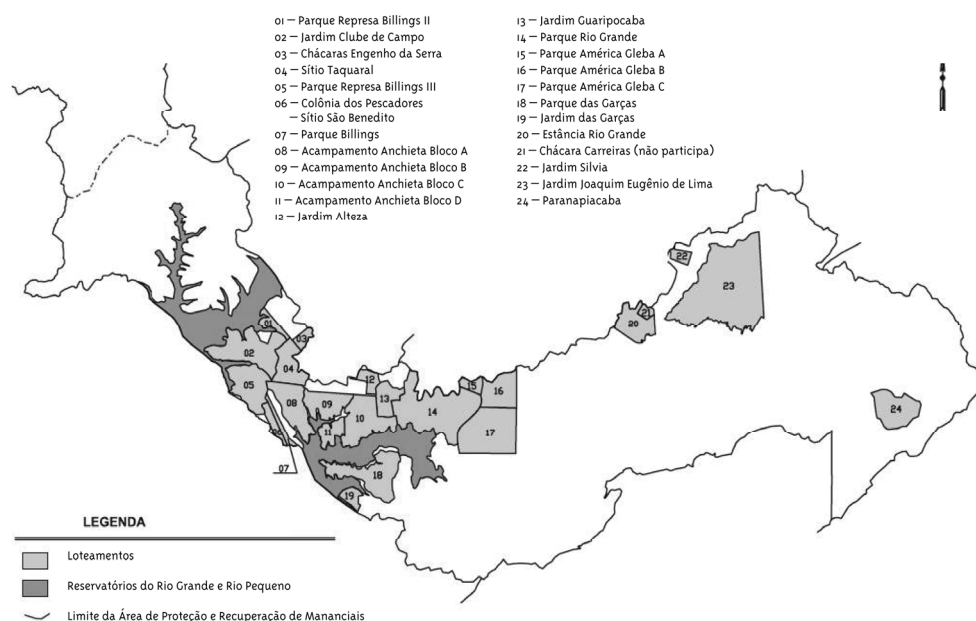 01 – Parque Represa Billings II
02 – Jardim Clube de Campo
03 – Chácaras Engenho da Serra
04 – Sítio Taquaral
05 – Parque Represa Billings III
06 – Colônia dos Pescadores
– Sítio São Benedito
07 – Parque Billings
08 – Acampamento Anchieta Bloco A
09 – Acampamento Anchieta Bloco B
10 – Acampamento Anchieta Bloco C
11 – Acampamento Anchieta Bloco D
12 – Jardim Alteza
13 – Jardim Guaripocaba
14 – Parque Rio Grande
15 – Parque América Gleba A
16 – Parque América Gleba B
17 – Parque América Gleba C
18 – Parque das Garças
19 – Jardim das Garças
20 – Estância Rio Grande
21 – Chácara Carreiras (não participa)
22 – Jardim Silvia
23 – Jardim Joaquim Eugênio de Lima
24 – Paranapiacaba
22
23
21
20
01
03
02
04
12
15
16
05
13
08
09
10
14
24
06
11
17
07
18
19
LEGENDA
Loteamentos
Reservatórios do Rio Grande e Rio Pequeno
Limite da Área de Proteção e Recuperação de Mananciais